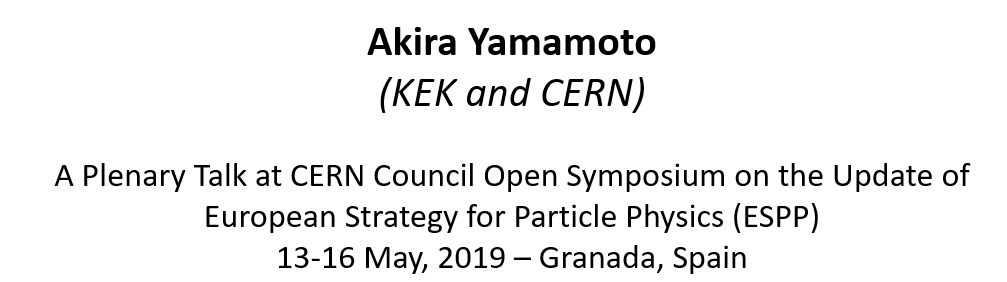 Akira Yamamoto
(KEK and CERN)
A Plenary Talk at CERN Council Open Symposium on the Update of
European Strategy for Particle Physics (ESPP)
13-16 May, 2019 – Granada, Spain